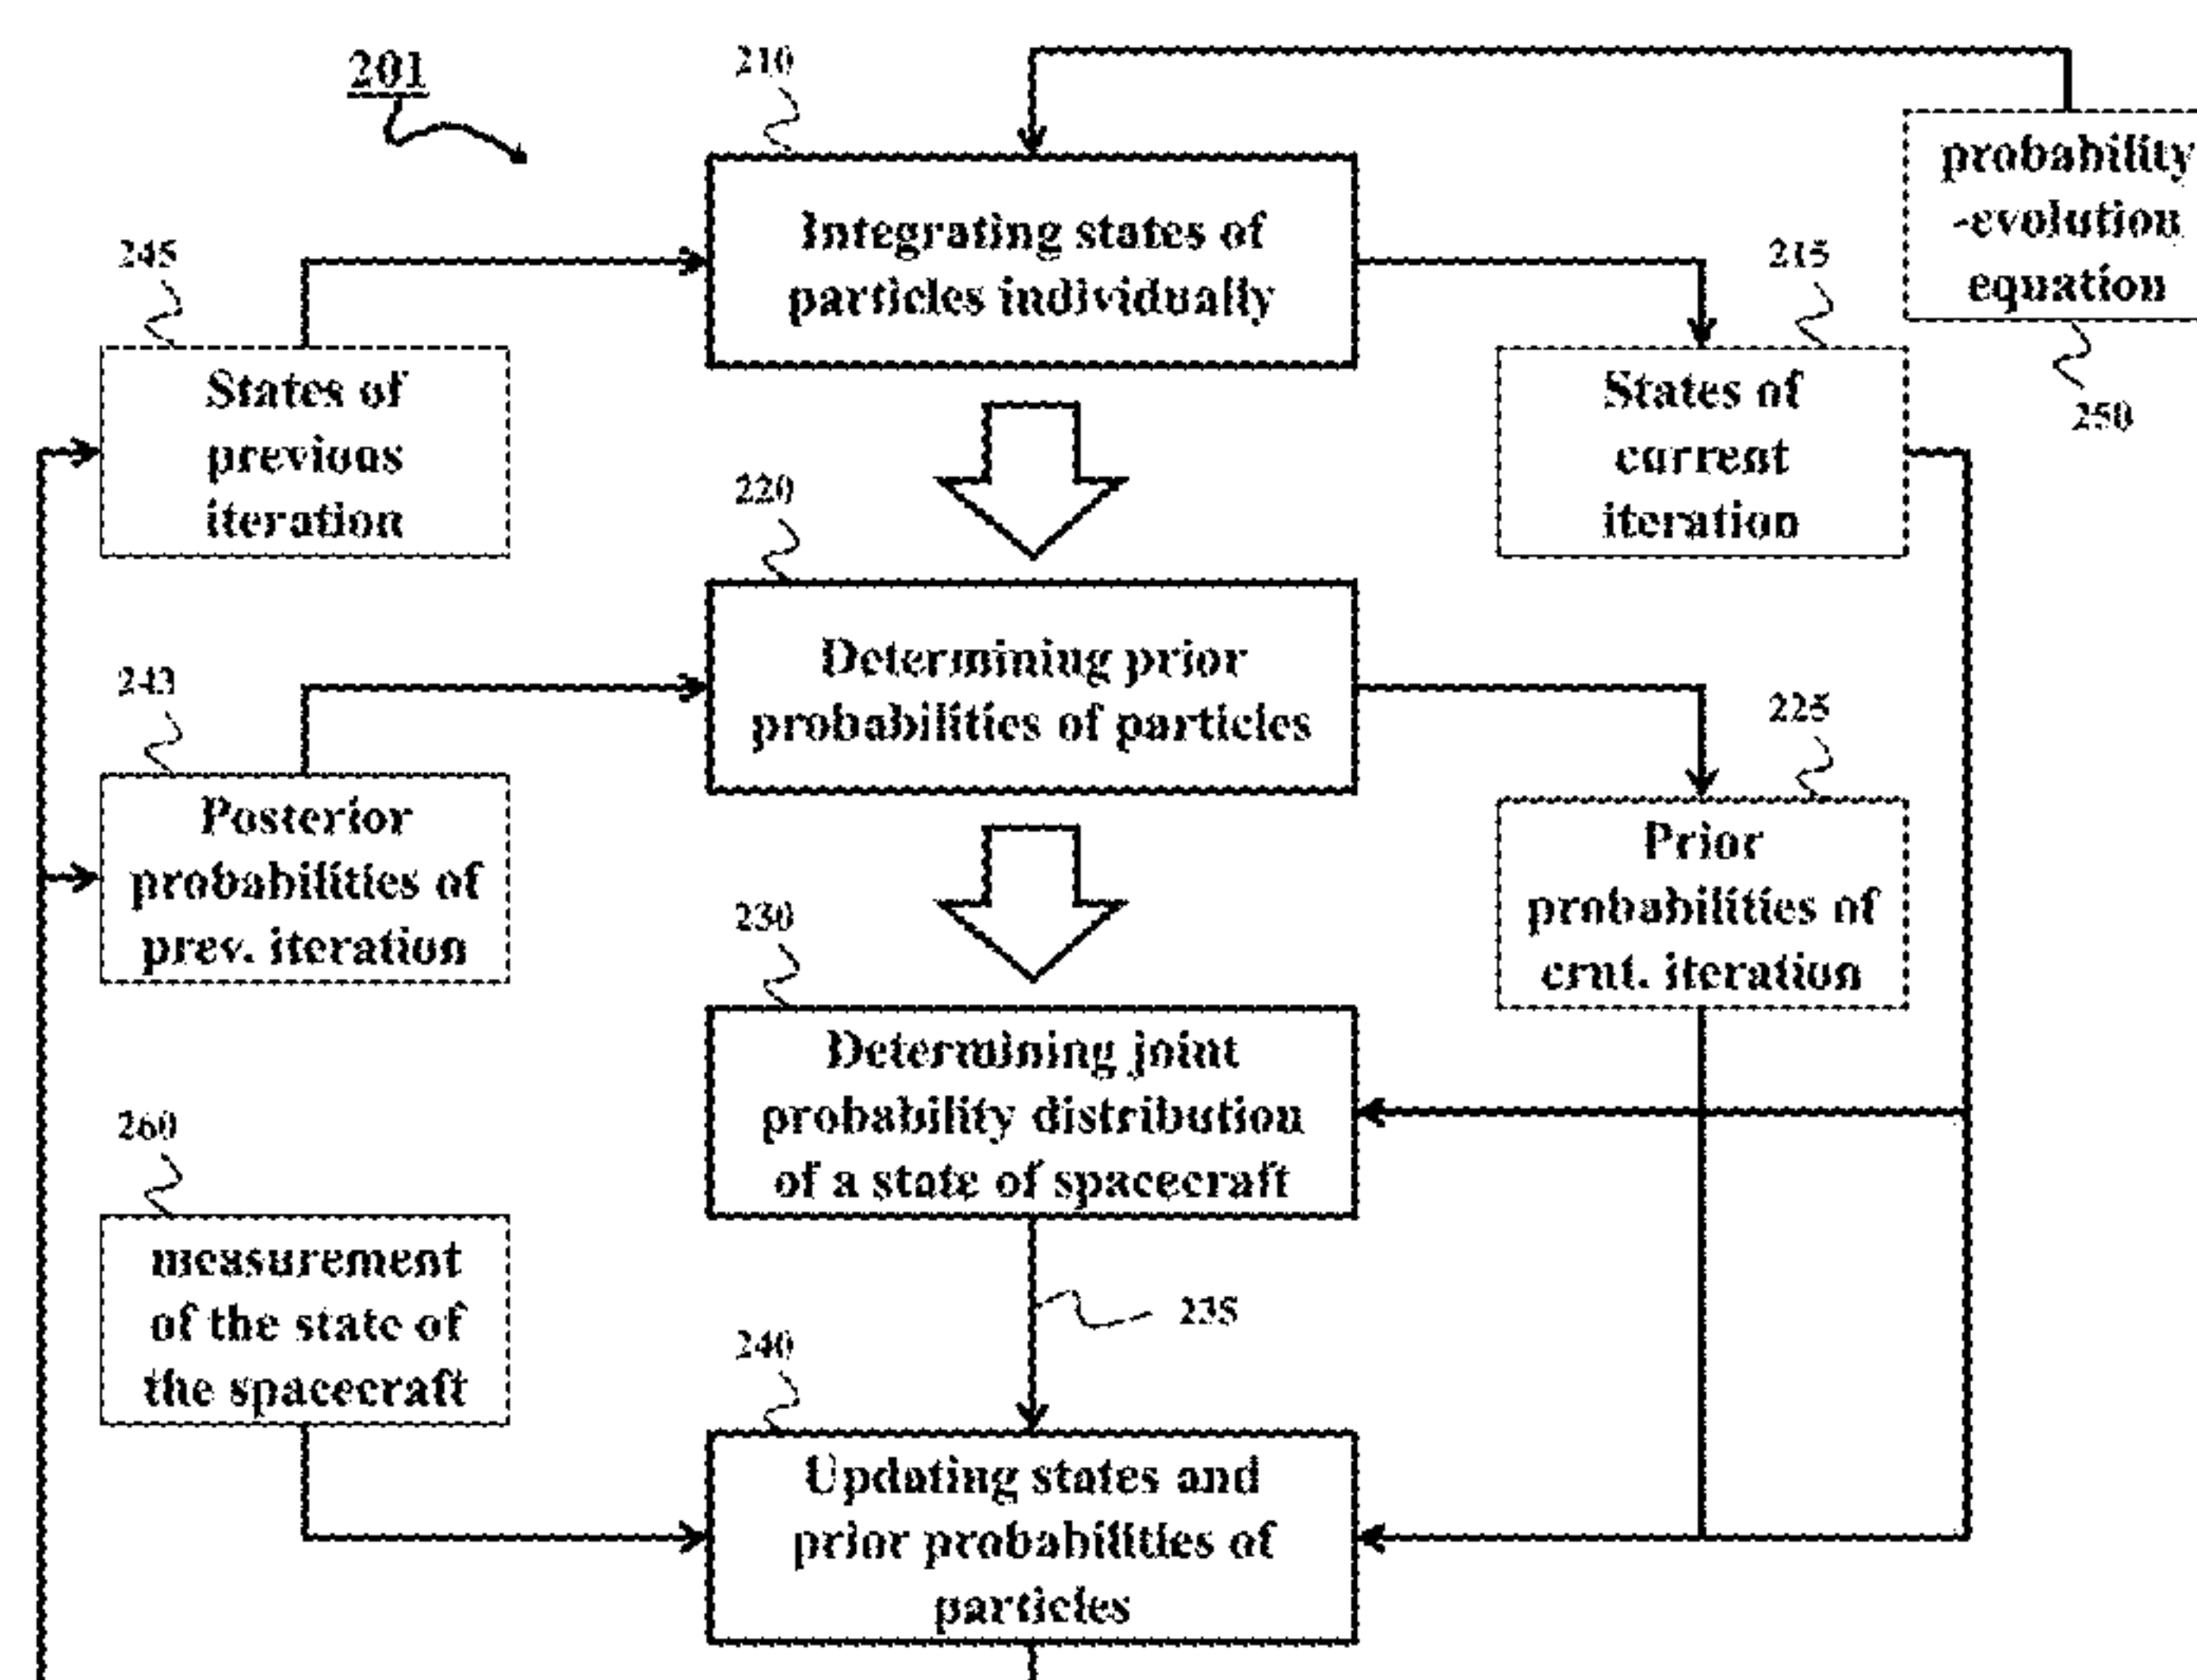 201
210
probability
-evolution
equation
250
Integrating states of
particles individually
245
States of
previous
iteration
215
States of
current
iteration
220
Determining prior
probabilities of particles
243
Posterior
probabilities of
prev. iteration
225
Prior
probabilities of
crnt. iteration
230
Determining joint
probability distribution
of a state of spacecraft
260
measurement
of the state of
the spacecraft
235
240
Updating states and
prior probabilities of
particles